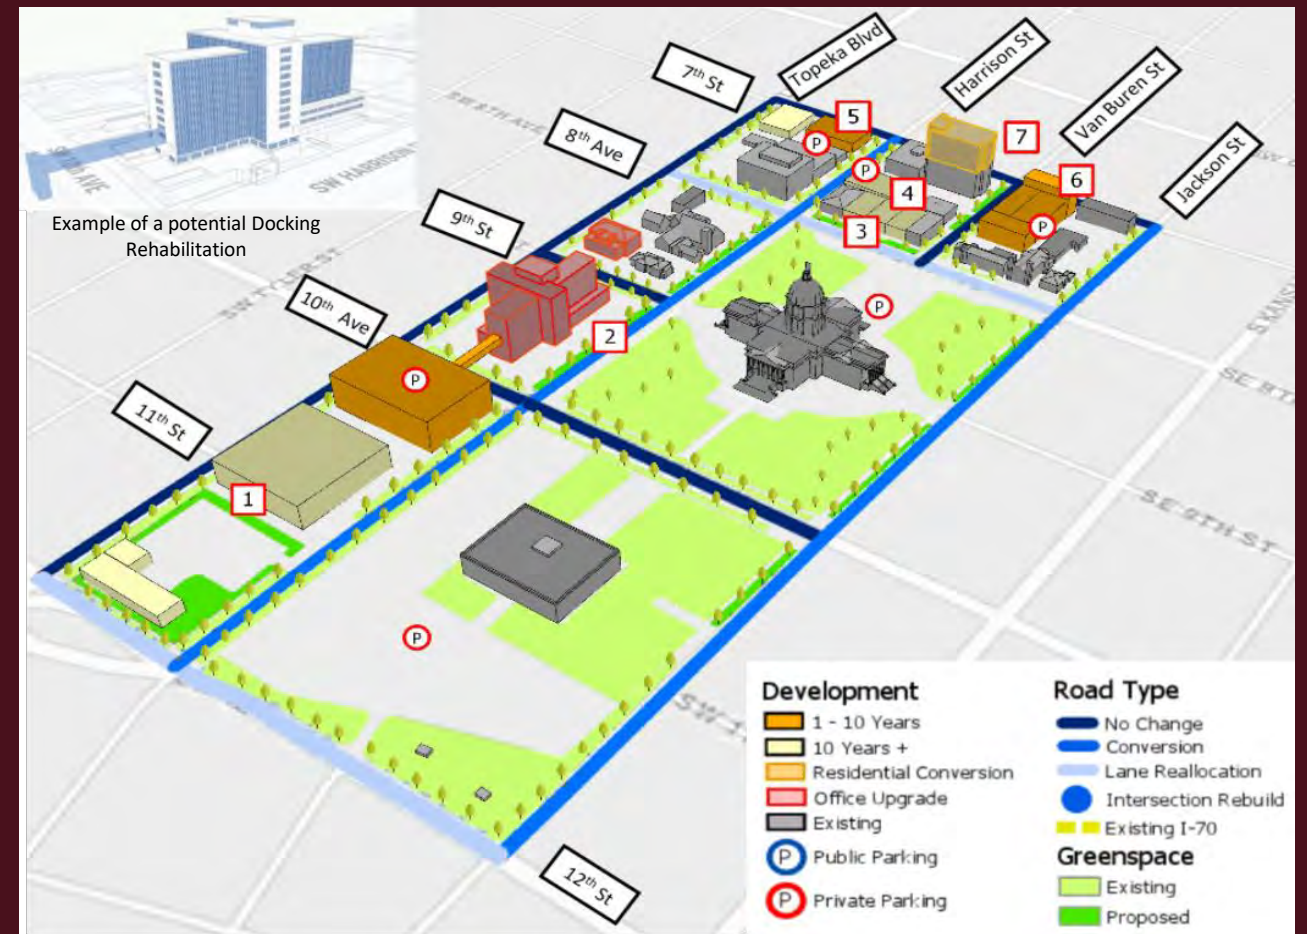 SW HARRISON
Example of a potential Docking
Rehabilitation
7th St
Topeka Blvd
Harrison St
Van Buren St
Jackson St
8th Ave
9th St
10th Ave
11th St
12th St
5
P
7
P
4
6
P
3
P
2
P
1
P
SE 9TH ST
Development
1 - 10 Years
10 Years +
Residential Conversion
Office Upgrade
Existing
P Public Parking
P Private Parking
Road Type
No Change
Conversion
Lane Reallocation
Intersection Rebuild
Existing I-70
Greenspace
Existing
Proposed